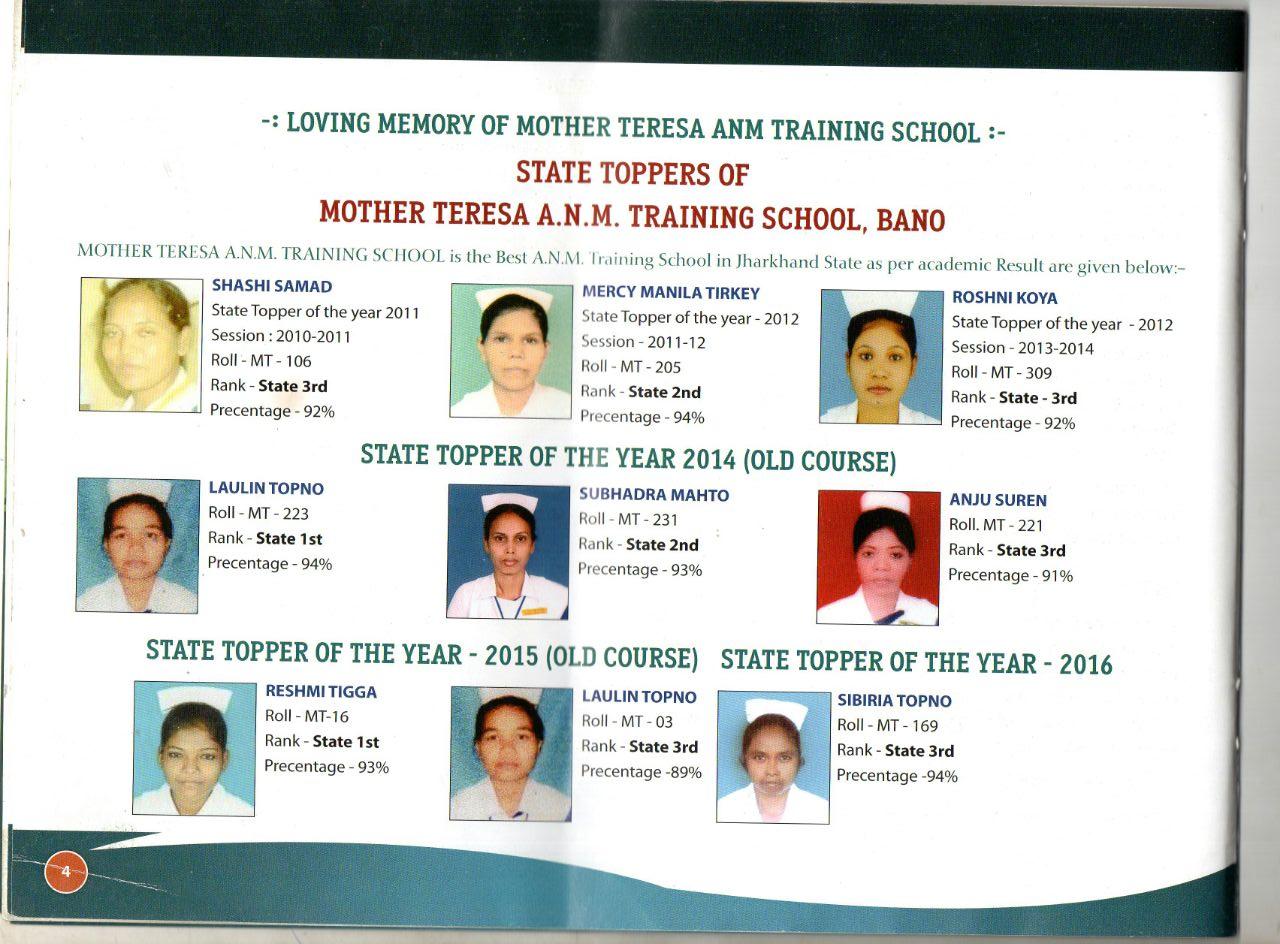 -: LOVING MEMORY OF MOTHER TERESA ANM TRAINING SCHOOL :-
STATE TOPPERS OF
MOTHER TERESA A.N.M. TRAINING SCHOOL, BANO
MOTHER TERESA A.N.M. TRAINING SCHOOL is the Best A.N.M. Training School in Jharkhand State as per academic Result are given below:-
SHASHI SAMAD
State Topper of the year 2011
Session : 2010-2011
Roll - MT - 106
Rank - State 3rd
Precentage - 92%
MERCY MANILA TIRKEY
State Topper of the year - 2012
Session - 2011-12
Roll - MT - 205
Rank - State 2nd
Precentage - 94%
ROSHNI KOYA
State Topper of the year - 2012
Session - 2013-2014
Roll - MT - 309
Rank - State - 3rd
Precentage - 92%
STATE TOPPER OF THE YEAR 2014 (OLD COURSE)
LAULIN TOPNO
Roll - MT - 223
Rank - State 1st
Precentage - 94%
SUBHADRA MAHTO
Roll - MT - 231
Rank - State 2nd
Precentage - 93%
ANJU SUREN
Roll. MT - 221
Rank - State 3rd
Precentage - 91%
STATE TOPPER OF THE YEAR - 2015 (OLD COURSE)
RESHMI TIGGA
Roll - MT-16
Rank - State 1st
Precentage - 93%
LAULIN TOPNO
Roll - MT - 03
Rank - State 3rd
Precentage -89%
STATE TOPPER OF THE YEAR - 2016
SIBIRIA TOPNO
Roll - MT - 169
Rank - State 3rd
Precentage -94%
4